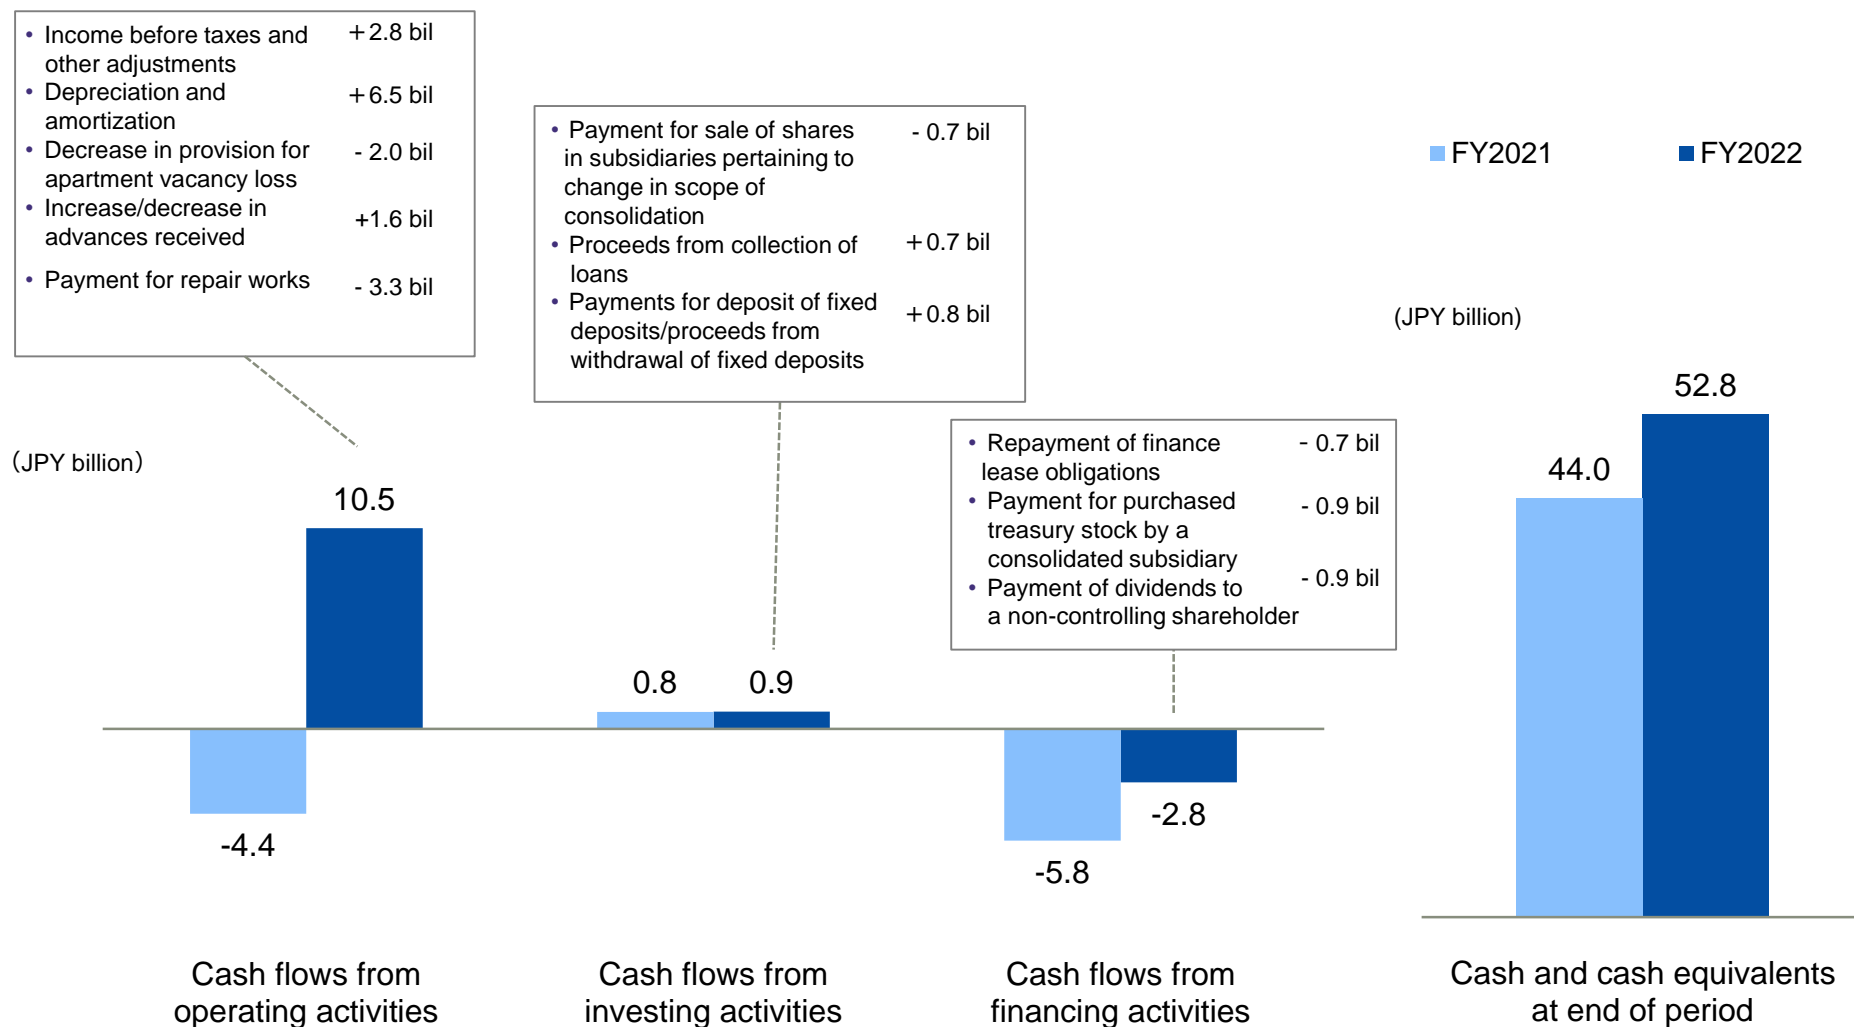 • Income before taxes and other adjustments +2.8 bil
• Depreciation and amortization +6.5 bil
• Decrease in provision for apartment vacancy loss - 2.0 bil
• Increase/decrease in advances received +1.6 bil
• Payment for repair works - 3.3 bil
• Payment for sale of shares in subsidiaries pertaining to change in scope of consolidation - 0.7 bil
• Proceeds from collection of loans +0.7 bil
• Payments for deposit of fixed deposits/proceeds from withdrawal of fixed deposits +0.8 bil
• Repayment of finance lease obligations - 0.7 bil
• Payment for purchased treasury stock by a consolidated subsidiary - 0.9 bil
• Payment of dividends to a non-controlling shareholder - 0.9 bil
FY2021
FY2022
(JPY billion)
(JPY billion)
10.5
-4.4
0.8
0.9
-5.8
-2.8
44.0
52.8
Cash flows from
operating activities
Cash flows from
investing activities
Cash flows from
financing activities
Cash and cash equivalents
at end of period